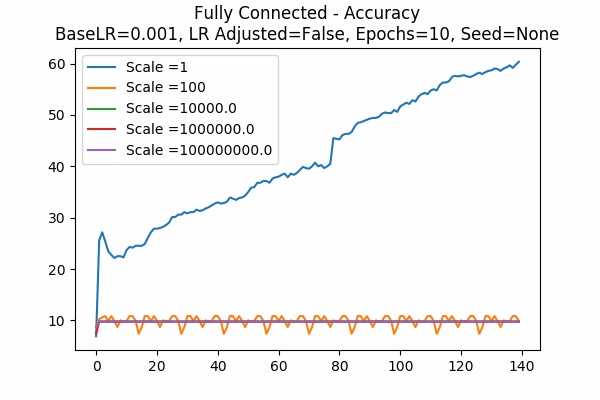 Fully Connected - Accuracy
BaseLR=0.001, LR Adjusted=False, Epochs=10, Seed=None
60
50
40
30
20
10
Scale =1
Scale =100
Scale =10000.0
Scale =1000000.0
Scale =100000000.0
0 20 40 60 80 100 120 140